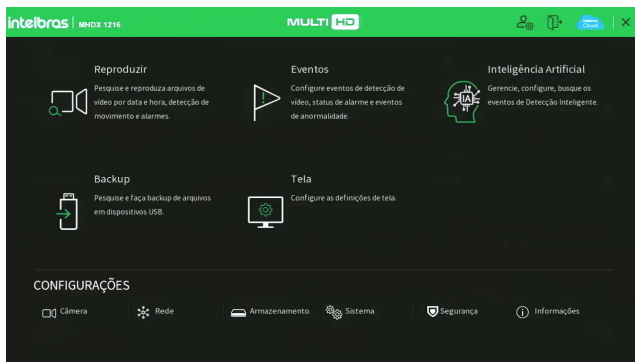 intelbras | MHDX 1216
MULTI HD
Cloud
Reproduzir
Pesquise e reproduza arquivos de
vídeo por data e hora, detecção de
movimento e alarmes.
Eventos
Configure eventos de detecção de
vídeo, status de alarme e eventos
de anormalidade.
Inteligência Artificial
Gerencie, configure, busque os
eventos de Detecção Inteligente.
IA
Backup
Pesquise e faça backup de arquivos
em dispositivos USB.
Tela
Configure as definições de tela.
CONFIGURAÇÕES
Câmera
Rede
Armazenamento
Sistema
Segurança
Informações